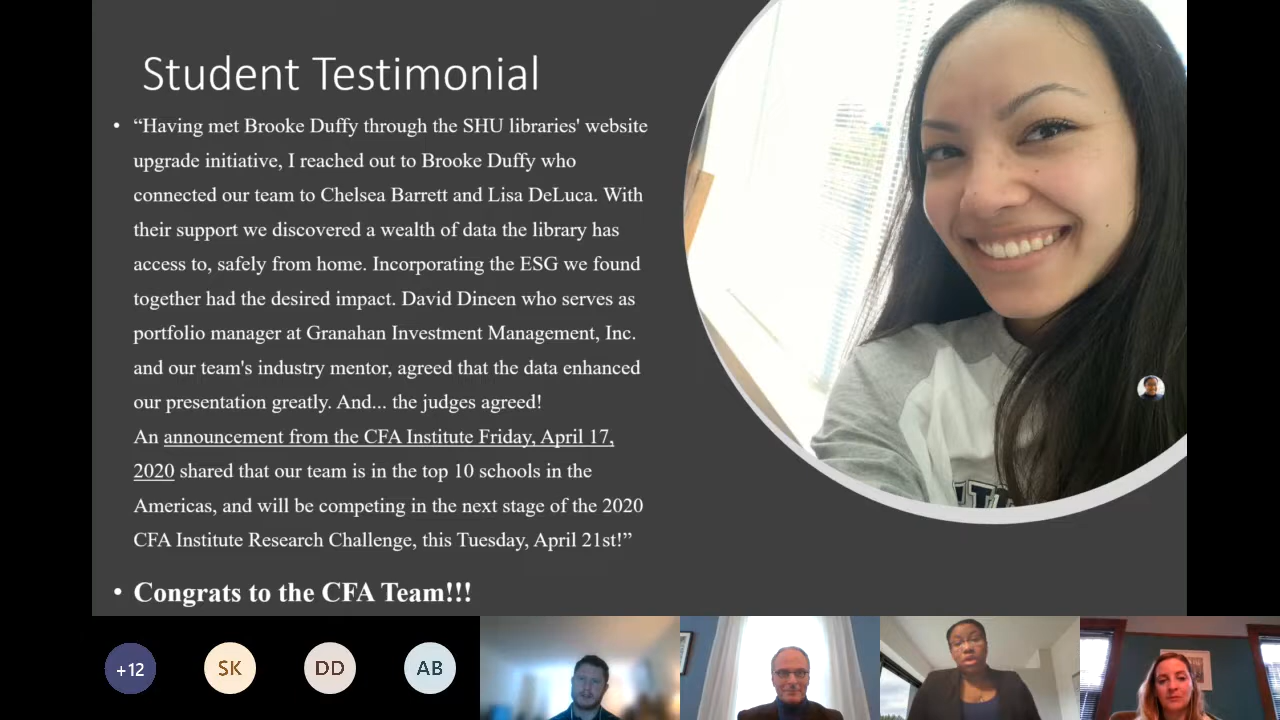 Student Testimonial
• “Having met Brooke Duffy through the SHU libraries’ website
upgrade initiative, I reached out to Brooke Duffy who
connected our team to Chelsea Barrett and Lisa DeLuca. With
their support we discovered a wealth of data the library has
access to, safely from home. Incorporating the ESG we found
together had the desired impact. David Dineen who serves as
portfolio manager at Granahan Investment Management, Inc.
and our team's industry mentor, agreed that the data enhanced
our presentation greatly. And... the judges agreed!
An announcement from the CFA Institute Friday, April 17,
2020 shared that our team is in the top 10 schools in the
Americas, and will be competing in the next stage of the 2020
CFA Institute Research Challenge, this Tuesday, April 21st!”
• Congrats to the CFA Team!!!
+12 SK DD AB